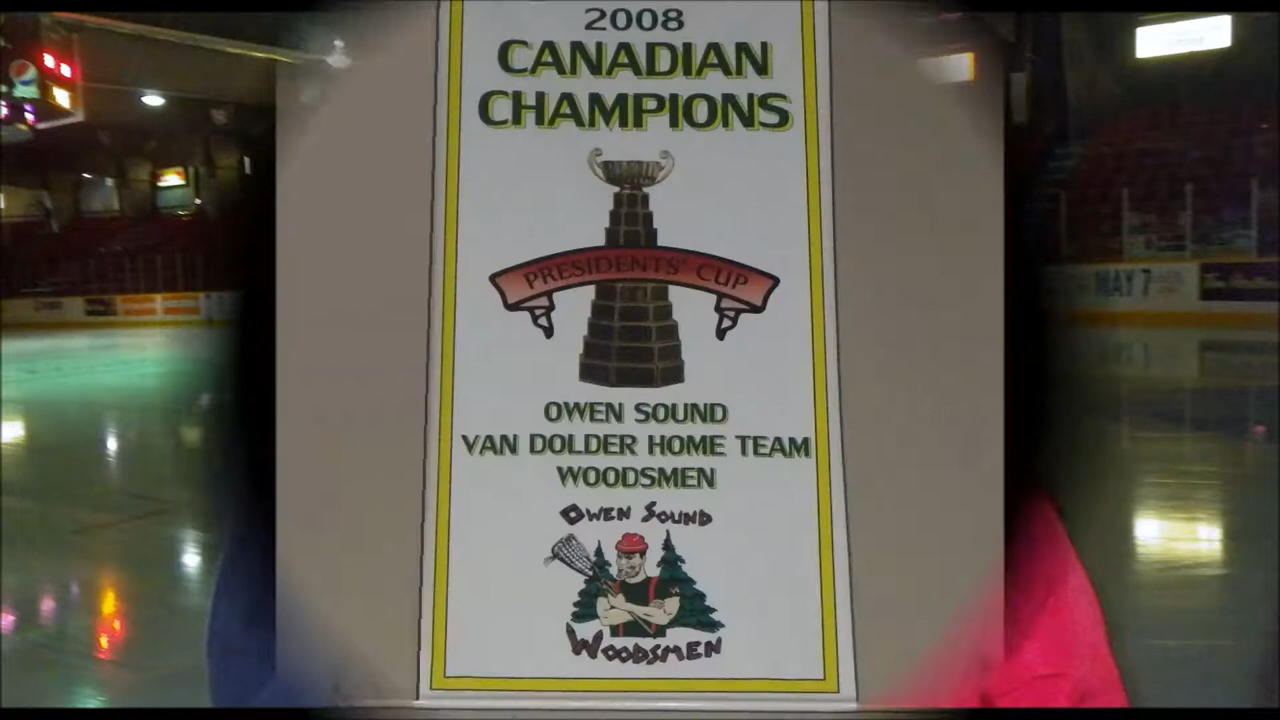 2008
CANADIAN
CHAMPIONS
PRESIDENTS' CUP
OWEN SOUND
VAN DOLDER HOME TEAM
WOODSMEN
OWEN SOUND
WOODSMEN
MAY 7